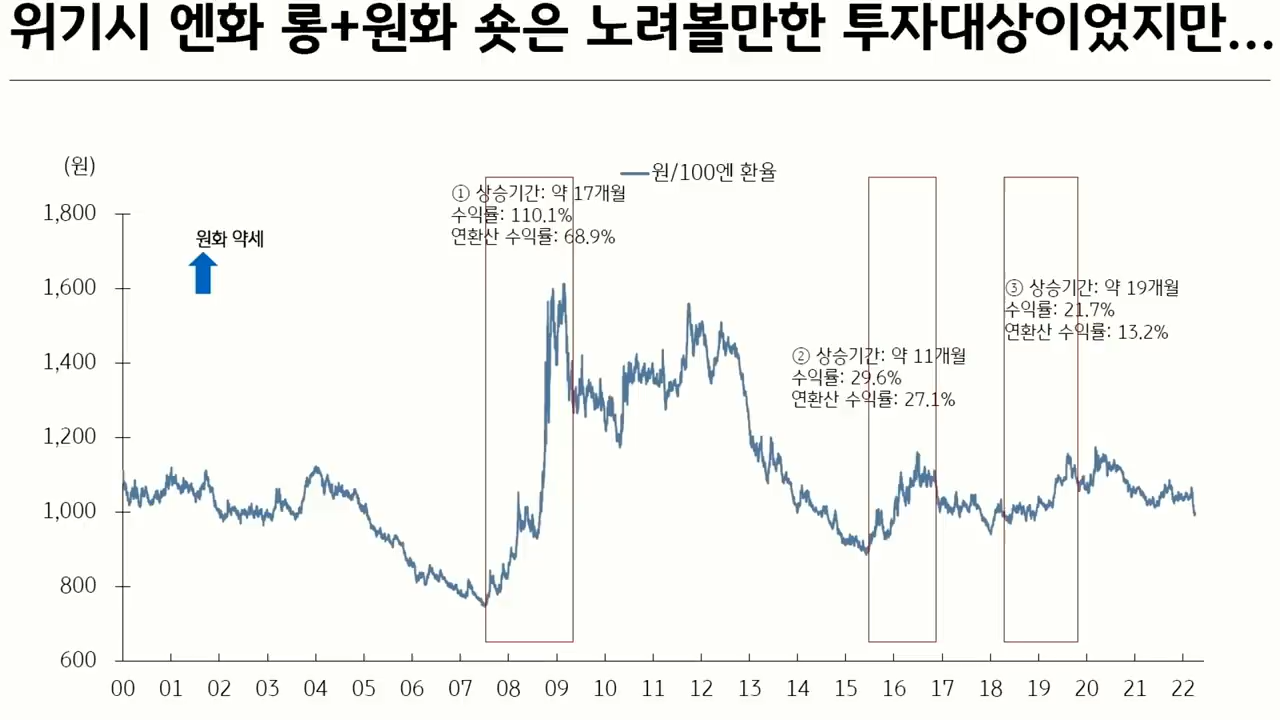 위기시 엔화 롱+원화 숏은 노려볼만한 투자대상이었지만...
(원)
원/100엔 환율
① 상승기간: 약 17개월
수익률: 110.1%
연환산 수익률: 68.9%
원화 약세
③ 상승기간: 약 19개월
수익률: 21.7%
연환산 수익률: 13.2%
② 상승기간: 약 11개월
수익률: 29.6%
연환산 수익률: 27.1%
1,800
1,600
1,400
1,200
1,000
800
600
00 01 02 03 04 05 06 07 08 09 10 11 12 13 14 15 16 17 18 19 20 21 22